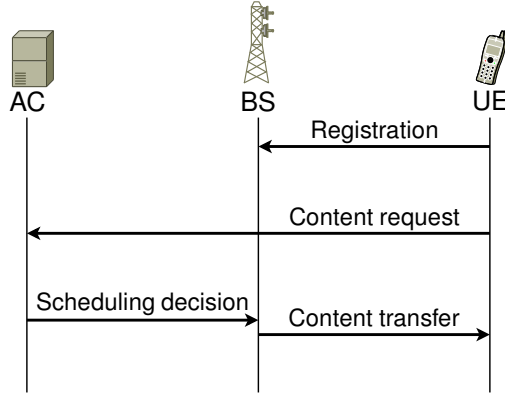 AC
BS
UE
Registration
Content request
Scheduling decision
Content transfer